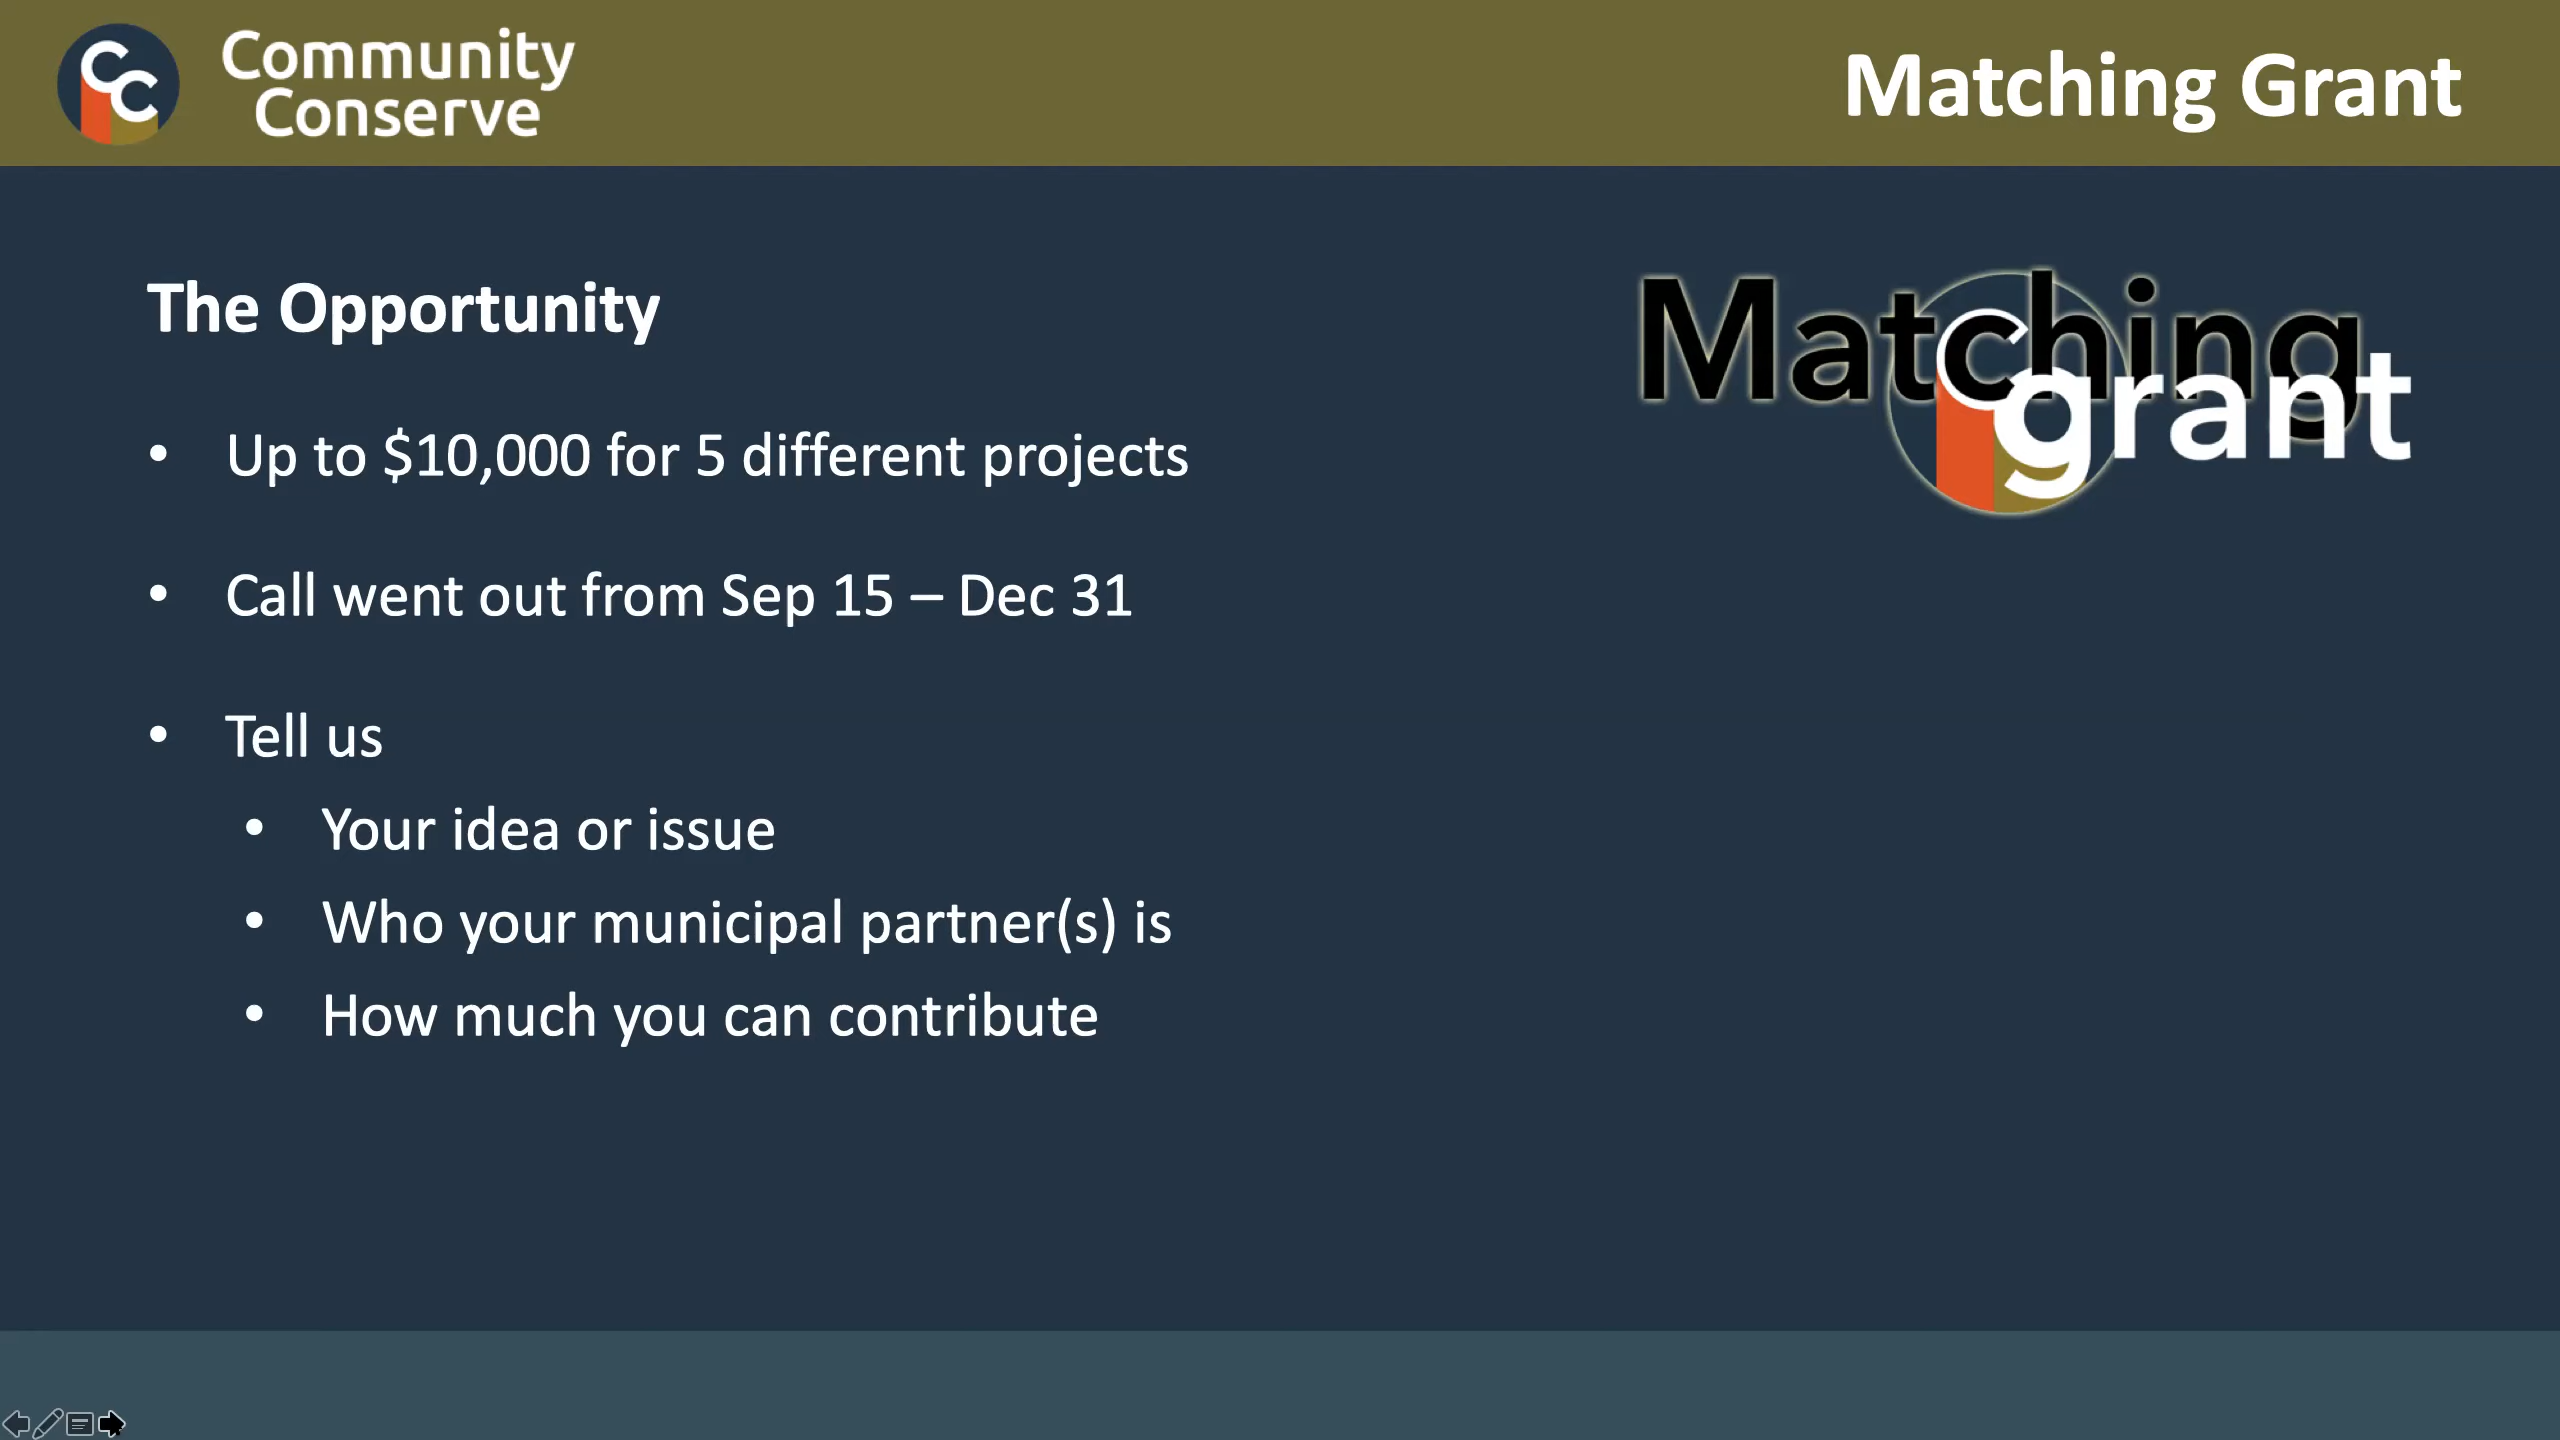 Community
Conserve
Matching Grant
The Opportunity
Matching
grant
• Up to $10,000 for 5 different projects
• Call went out from Sep 15 – Dec 31
• Tell us
• Your idea or issue
• Who your municipal partner(s) is
• How much you can contribute